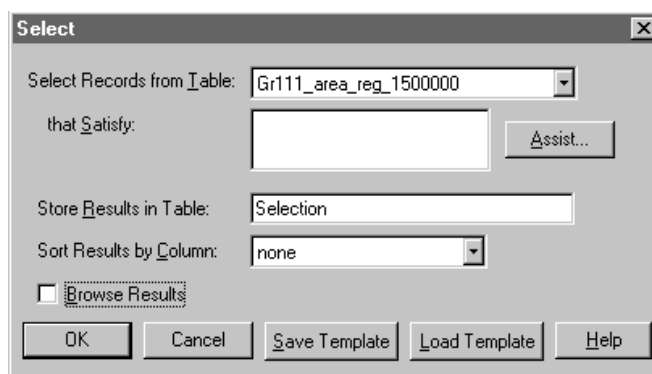 Select
Select Records from Table: Gr111_area_reg_1500000
that Satisfy:
Assist...
Store Results in Table: Selection
Sort Results by Column: none
Browse Results
OK Cancel Save Template Load Template Help